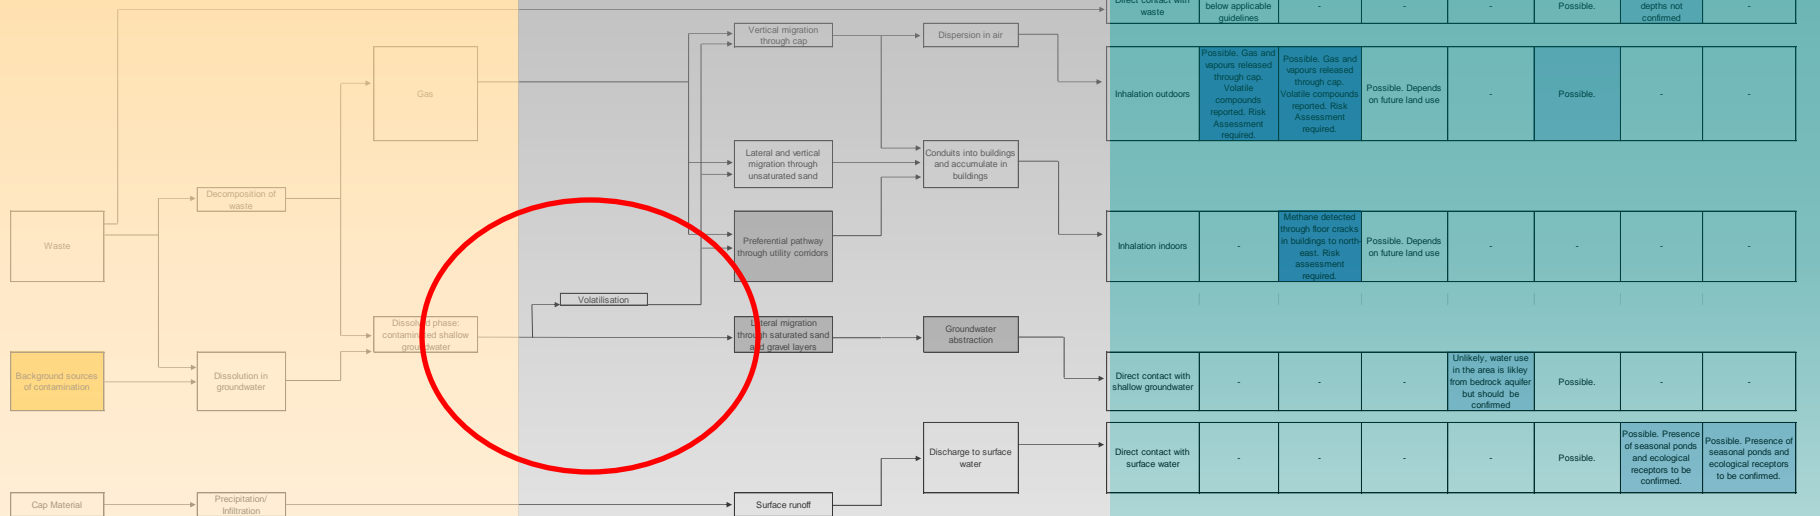 Direct contact with
waste
below applicable
guidelines
-
-
-
Possible.
depths not
confirmed
-
Vertical migration
through cap
Dispersion in air
Gas
Inhalation outdoors
Possible. Gas and
vapours released
through cap.
Volatile
compounds
reported. Risk
Assessment
required.
Possible. Gas and
vapours released
through cap.
Volatile compounds
reported. Risk
Assessment
required.
Possible. Depends
on future land use
-
Possible.
-
-
Lateral and vertical
migration through
unsaturated sand
Conduits into buildings
and accumulate in
buildings
Decomposition of
waste
Waste
Preferential pathway
through utility corridors
Inhalation indoors
-
Methane detected
through floor cracks
in buildings to north-
east. Risk
assessment
required.
Possible. Depends
on future land use
-
-
-
-
Volatilisation
Dissolved phase:
contaminated shallow
groundwater
Lateral migration
through saturated sand
and gravel layers
Groundwater
abstraction
Background sources
of contamination
Dissolution in
groundwater
Direct contact with
shallow groundwater
-
-
-
Unlikely, water use
in the area is likley
from bedrock aquifer
but should be
confirmed
Possible.
-
-
Discharge to surface
water
Direct contact with
surface water
-
-
-
-
Possible.
Possible. Presence
of seasonal ponds
and ecological
receptors to be
confirmed.
Possible. Presence of
seasonal ponds and
ecological receptors
to be confirmed.
Cap Material
Precipitation/
Infiltration
Surface runoff